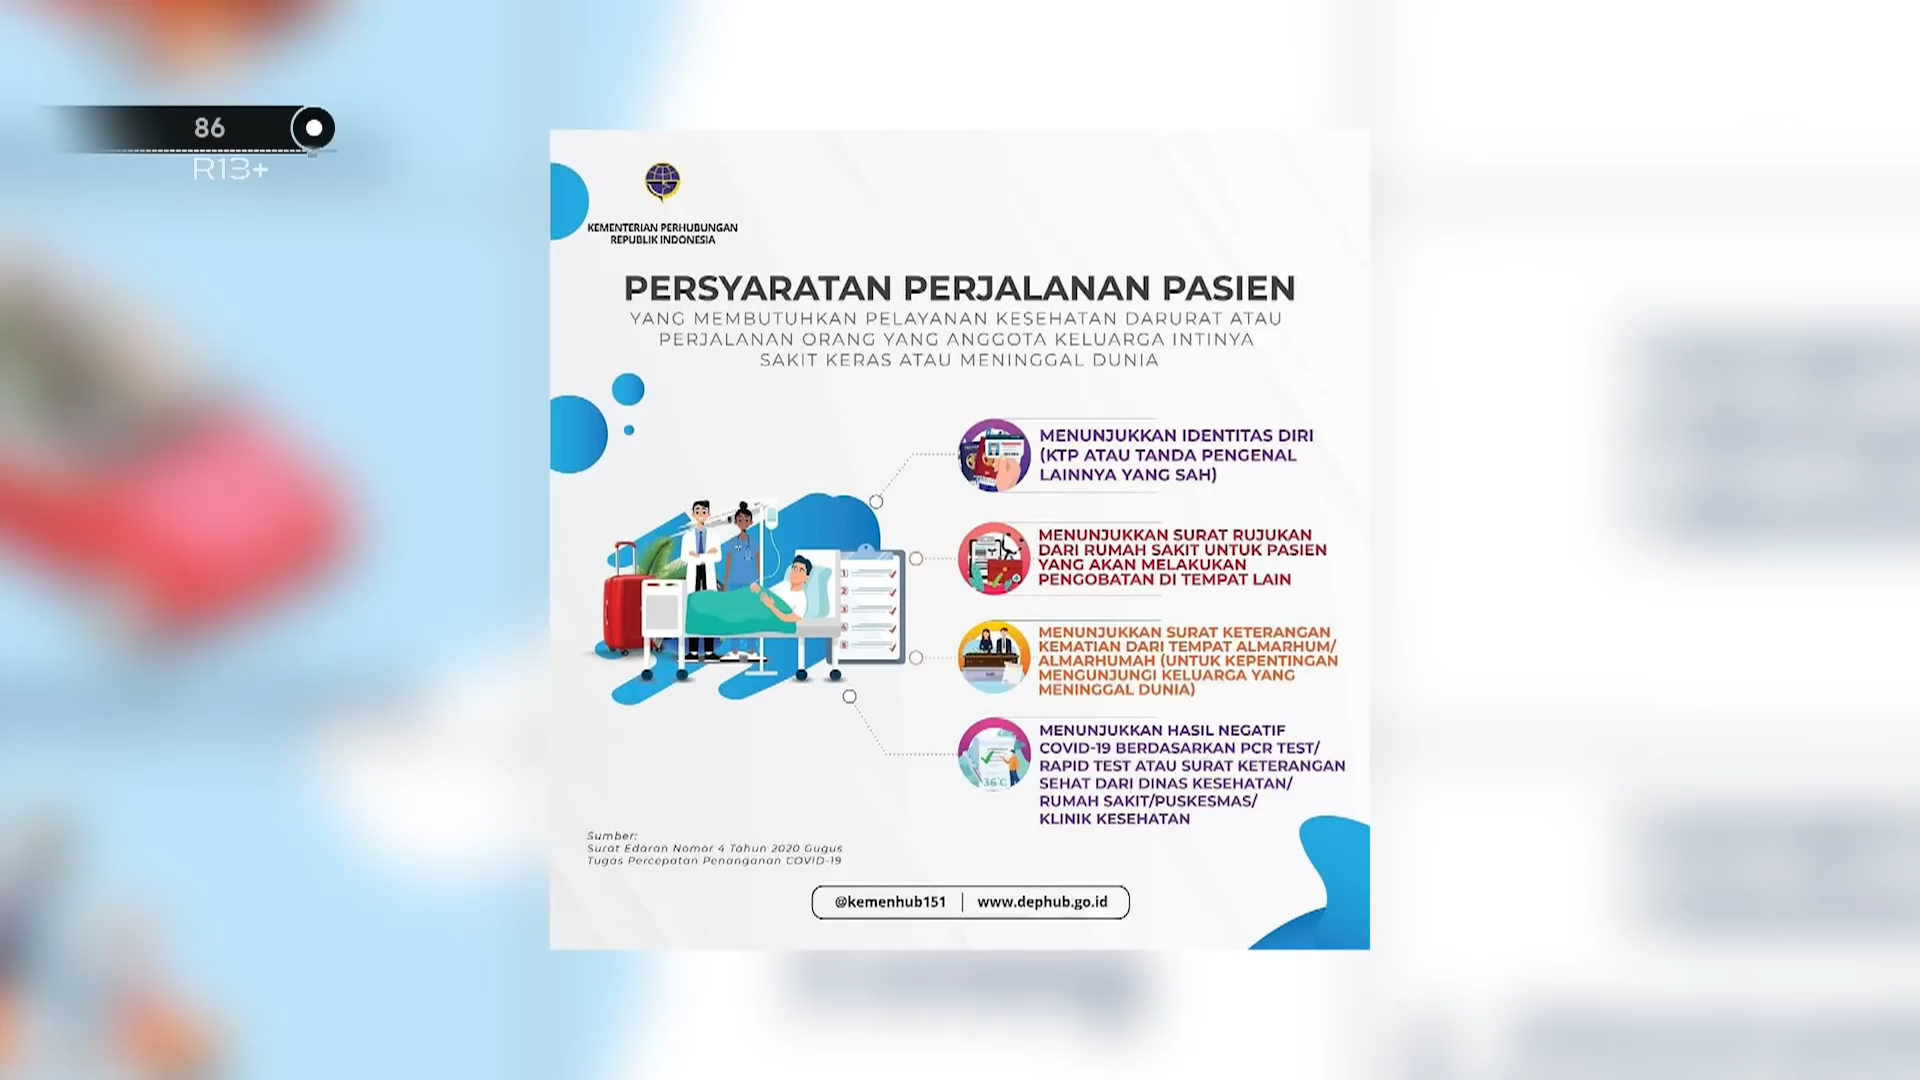 86
R13+
KEMENTERIAN PERHUBUNGAN
REPUBLIK INDONESIA
PERSYARATAN PERJALANAN PASIEN
YANG MEMBUTUHKAN PELAYANAN KESEHATAN DARURAT ATAU
PERJALANAN ORANG YANG ANGGOTA KELUARGA INTINYA
SAKIT KERAS ATAU MENINGGAL DUNIA
MENUNJUKKAN IDENTITAS DIRI
(KTP ATAU TANDA PENGENAL
LAINNYA YANG SAH)
MENUNJUKKAN SURAT RUJUKAN
DARI RUMAH SAKIT UNTUK PASIEN
YANG AKAN MELAKUKAN
PENGOBATAN DI TEMPAT LAIN
1
2
3
4
5
MENUNJUKKAN SURAT KETERANGAN
KEMATIAN DARI TEMPAT ALMARHUM/
ALMARHUMAH (UNTUK KEPENTINGAN
MENGUNJUNGI KELUARGA YANG
MENINGGAL DUNIA)
MENUNJUKKAN HASIL NEGATIF
COVID-19 BERDASARKAN PCR TEST/
RAPID TEST ATAU SURAT KETERANGAN
SEHAT DARI DINAS KESEHATAN/
RUMAH SAKIT/PUSKESMAS/
KLINIK KESEHATAN
36°C
Sumber:
Surat Edaran Nomor 4 Tahun 2020 Gugus
Tugas Percepatan Penanganan COVID-19
@kemenhub151 | www.dephub.go.id